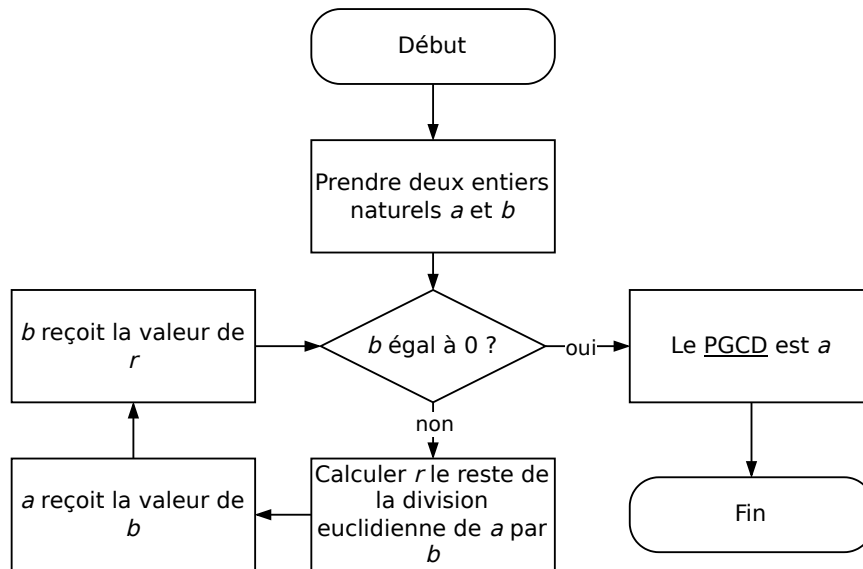 Début
Prendre deux entiers
naturels a et b
b reçoit la valeur de
r
b égal à 0 ?
oui
Le PGCD est a
non
a reçoit la valeur de
b
Calculer r le reste de
la division
euclidienne de a par
b
Fin